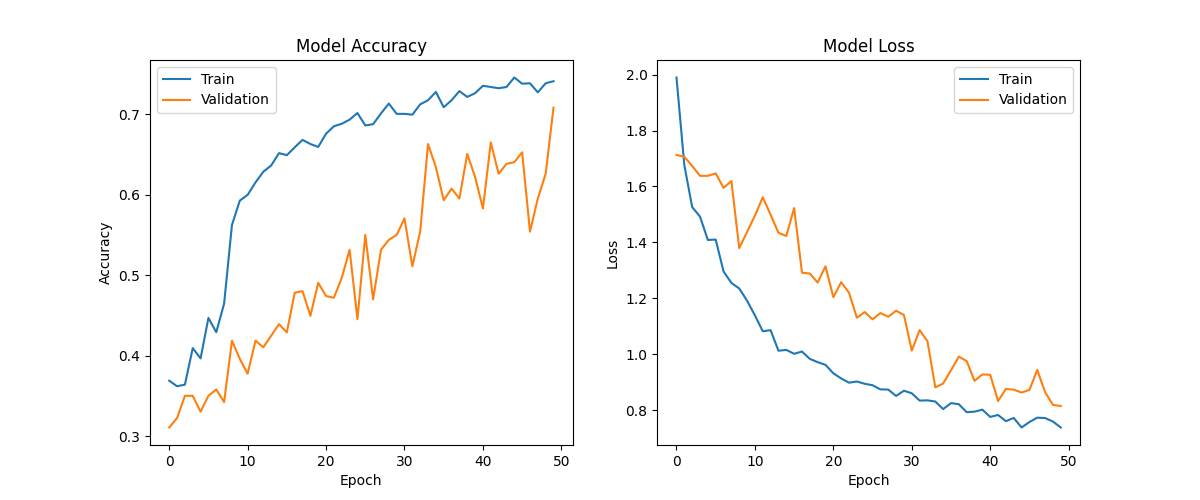 Model Accuracy
Train
Validation
Accuracy
0.7
0.6
0.5
0.4
0.3
0 10 20 30 40 50
Epoch
Model Loss
Train
Validation
Loss
2.0
1.8
1.6
1.4
1.2
1.0
0.8
0 10 20 30 40 50
Epoch